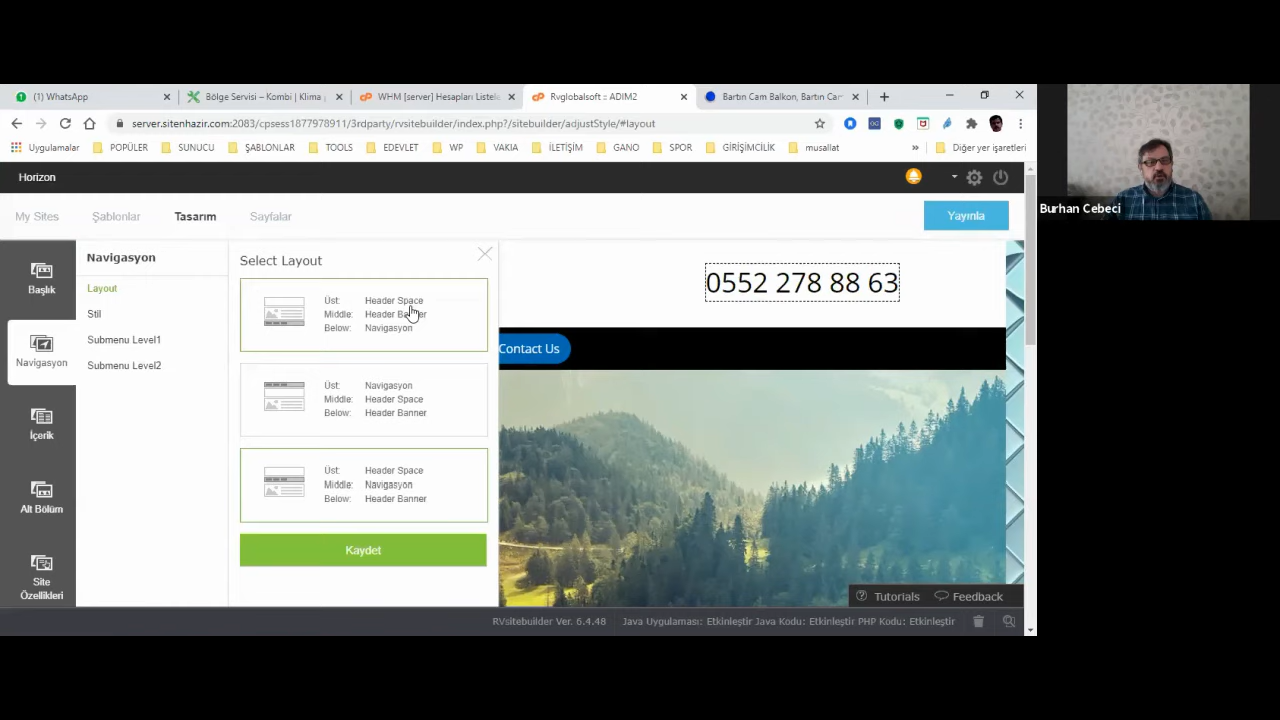 (1) WhatsApp
Bölge Servisi – Kombi | Klima
WHM [server] Hesapları Listele
Rvglobalsoft :: ADIM2
Bartın Cam Balkon, Bartın Cam
server.sitenhazir.com:2083/cpsess1877978911/3rdparty/rvsitebuilder/index.php?/sitebuilder/adjustStyle/#layout
Uygulamalar
POPÜLER
SUNUCU
ŞABLONLAR
TOOLS
EDEVLET
WP
VAKIA
İLETİŞİM
GANO
SPOR
GİRİŞİMCİLİK
musallat
»
Diğer yer işaretleri
Horizon
My Sites
Şablonlar
Tasarım
Sayfalar
Yayınla
Burhan Cebeci
Başlık
Navigasyon
İçerik
Alt Bölüm
Site
Özellikleri
Navigasyon
Layout
Stil
Submenu Level1
Submenu Level2
Select Layout
Üst: Header Space
Middle: Header Banner
Below: Navigasyon
Üst: Navigasyon
Middle: Header Space
Below: Header Banner
Üst: Header Space
Middle: Navigasyon
Below: Header Banner
Kaydet
0552 278 88 63
Contact Us
Tutorials
Feedback
RVsitebuilder Ver. 6.4.48
Java Uygulaması: Etkinleştir Java Kodu: Etkinleştir PHP Kodu: Etkinleştir